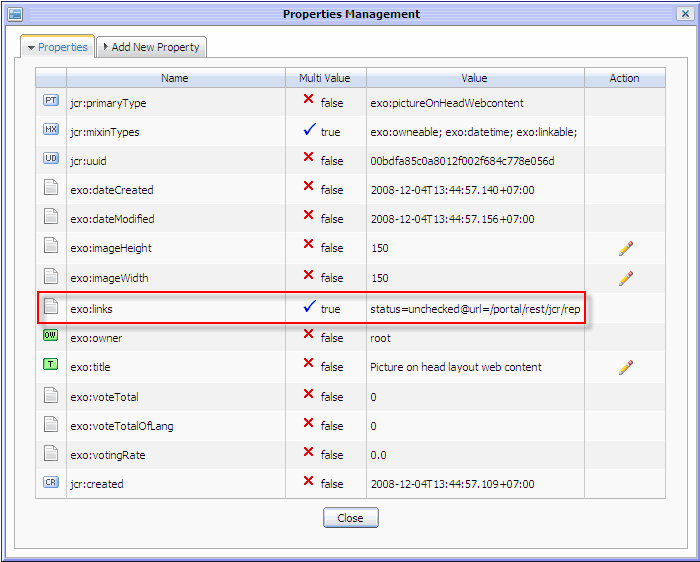 Properties Management
Properties Add New Property
Name Multi Value Value Action
PT jcr:primaryType false exo:pictureOnHeadWebcontent
MX jcr:mixinTypes true exo:owneable; exo:datetime; exo:linkable;
UD jcr:uuid false 00bdfa85c0a8012f002f684c778e056d
exo:dateCreated false 2008-12-04T13:44:57.140+07:00
exo:dateModified false 2008-12-04T13:44:57.156+07:00
exo:imageHeight false 150
exo:imageWidth false 150
exo:links true status=unchecked@url=/portal/rest/jcr/rep
OW exo:owner false root
T exo:title false Picture on head layout web content
exo:voteTotal false 0
exo:voteTotalOfLang false 0
exo:votingRate false 0.0
CR jcr:created false 2008-12-04T13:44:57.109+07:00
Close